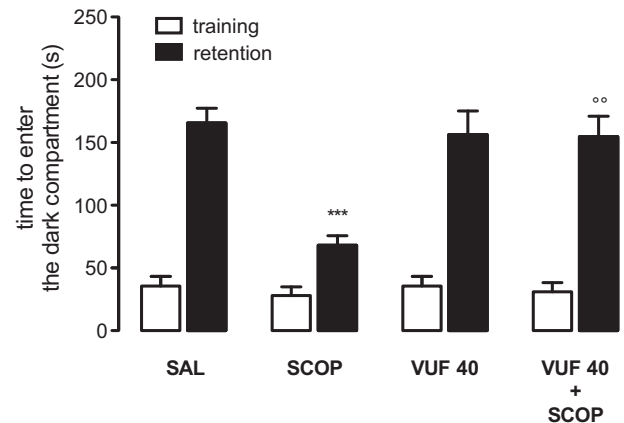 250
200
150
100
50
0
time to enter
the dark compartment (s)
training
retention
***
°°
SAL
SCOP
VUF 40
VUF 40
+
SCOP